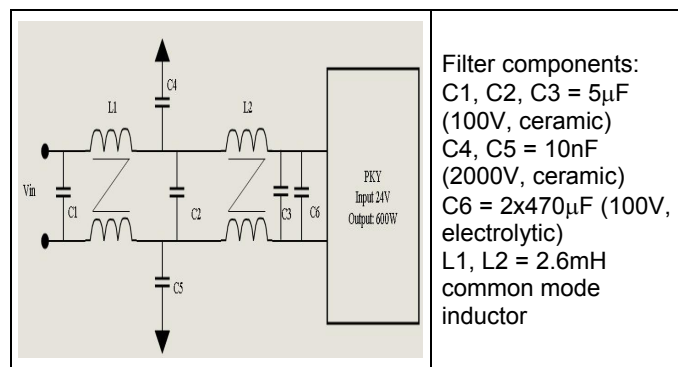 C4
L1
L2
Vin
C1
C2
C3
C6
PKY
Input 24V
Output: 600W
C5
Filter components:
C1, C2, C3 = 5μF
(100V, ceramic)
C4, C5 = 10nF
(2000V, ceramic)
C6 = 2x470μF (100V,
electrolytic)
L1, L2 = 2.6mH
common mode
inductor